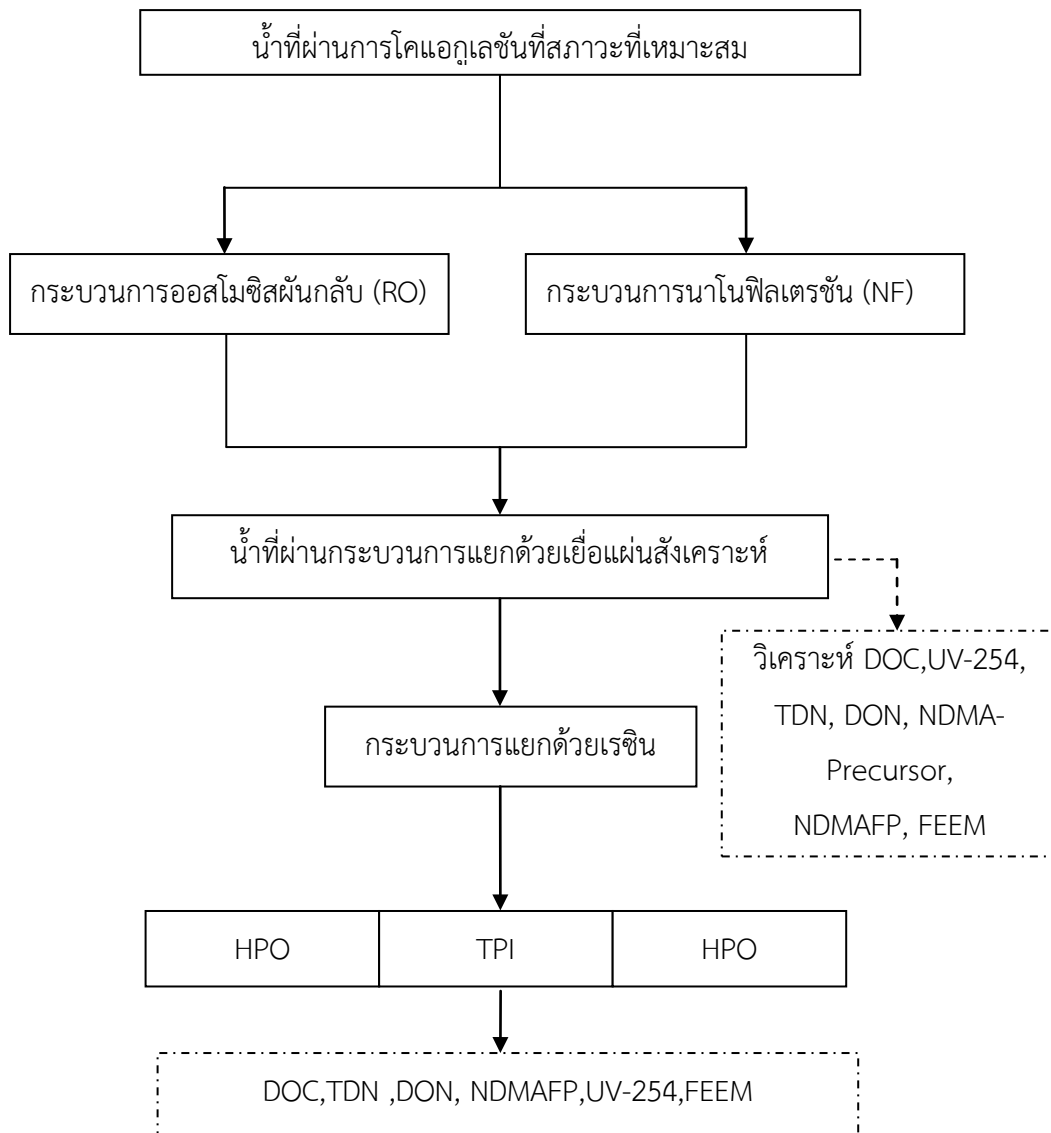 น้ำที่ผ่านการโคแอกูเลชันที่สภาวะที่เหมาะสม
กระบวนการออสโมซิสผันกลับ (RO)
กระบวนการนาโนฟิลเตรชัน (NF)
น้ำที่ผ่านกระบวนการแยกด้วยเยื่อแผ่นสังเคราะห์
วิเคราะห์ DOC,UV-254,
TDN, DON, NDMA-
Precursor,
NDMAFP, FEEM
กระบวนการแยกด้วยเรซิน
HPO
TPI
HPO
DOC,TDN ,DON, NDMAFP,UV-254,FEEM